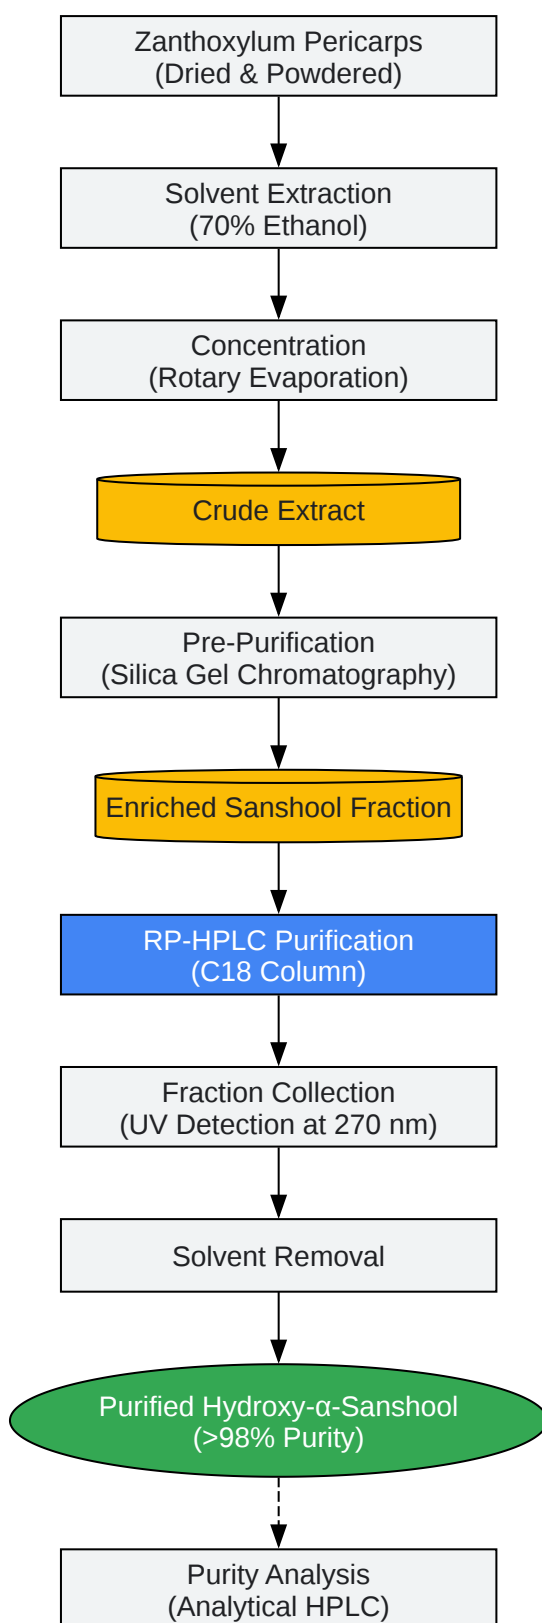 Zanthoxylum Pericarps
(Dried & Powdered)
Solvent Extraction
(70% Ethanol)
Concentration
(Rotary Evaporation)
Crude Extract
Pre-Purification
(Silica Gel Chromatography)
Enriched Sanshool Fraction
RP-HPLC Purification
(C18 Column)
Fraction Collection
(UV Detection at 270 nm)
Solvent Removal
Purified Hydroxy-α-Sanshool
(>98% Purity)
Purity Analysis
(Analytical HPLC)